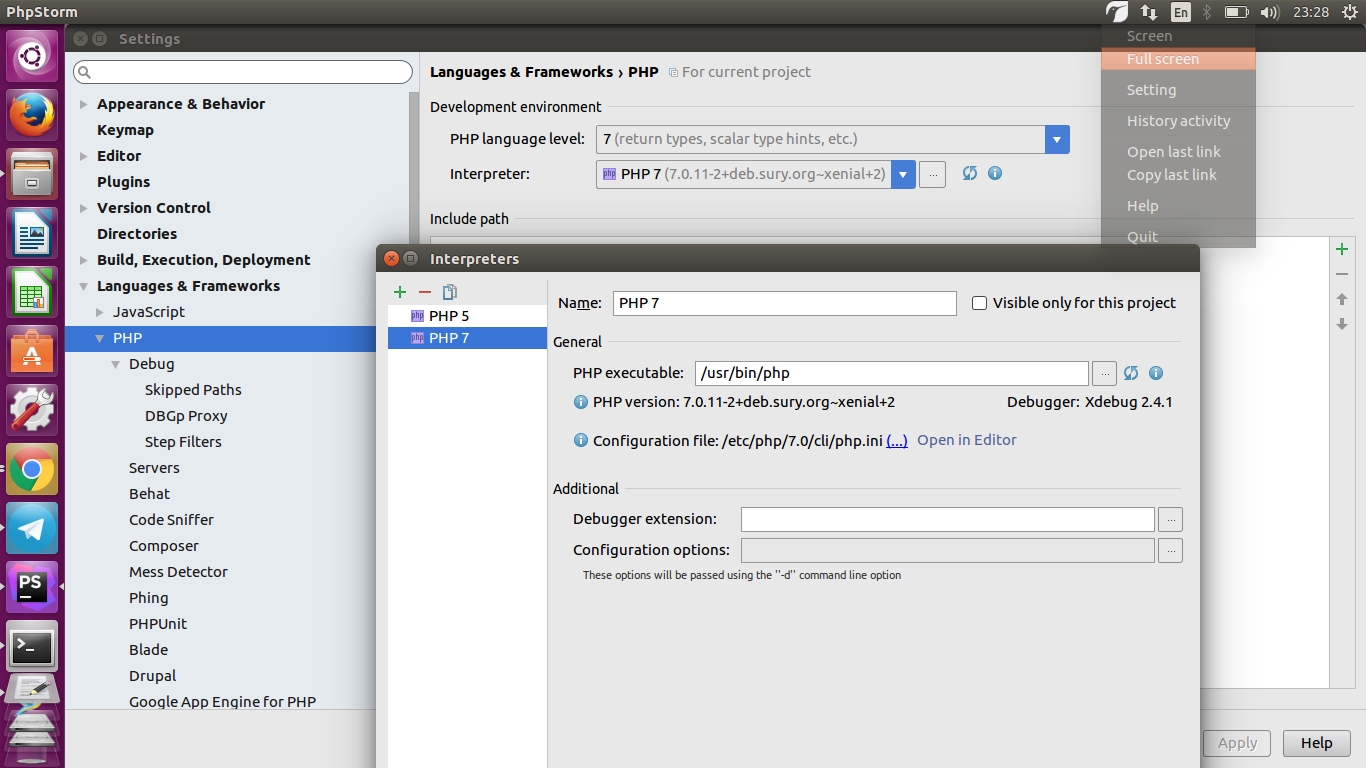 PhpStorm
En
23:28
Settings
Screen
Full screen
Setting
History activity
Open last link
Copy last link
Help
Quit
Appearance & Behavior
Keymap
Editor
Plugins
Version Control
Directories
Build, Execution, Deployment
Languages & Frameworks
JavaScript
PHP
Debug
Skipped Paths
DBGp Proxy
Step Filters
Servers
Behat
Code Sniffer
Composer
Mess Detector
Phing
PHPUnit
Blade
Drupal
Google App Engine for PHP
Languages & Frameworks › PHP For current project
Development environment
PHP language level: 7 (return types, scalar type hints, etc.)
Interpreter: php PHP 7 (7.0.11-2+deb.sury.org~xenial+2) ...
Include path
Interpreters
php PHP 5
php PHP 7
Name: PHP 7 Visible only for this project
General
PHP executable: /usr/bin/php ...
PHP version: 7.0.11-2+deb.sury.org~xenial+2 Debugger: Xdebug 2.4.1
Configuration file: /etc/php/7.0/cli/php.ini (...) Open in Editor
Additional
Debugger extension: ...
Configuration options: ...
These options will be passed using the ''-d'' command line option
Apply
Help
PS